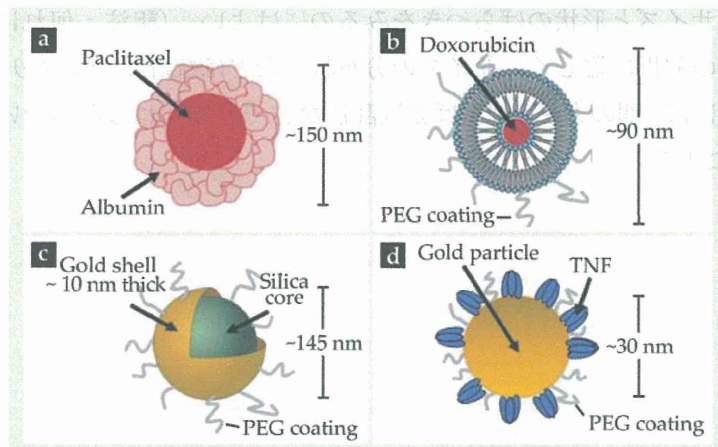 a
Paclitaxel
~150 nm
Albumin
b
Doxorubicin
~90 nm
PEG coating
c
Gold shell
~ 10 nm thick
Silica
core
~145 nm
PEG coating
d
Gold particle
TNF
~30 nm
PEG coating